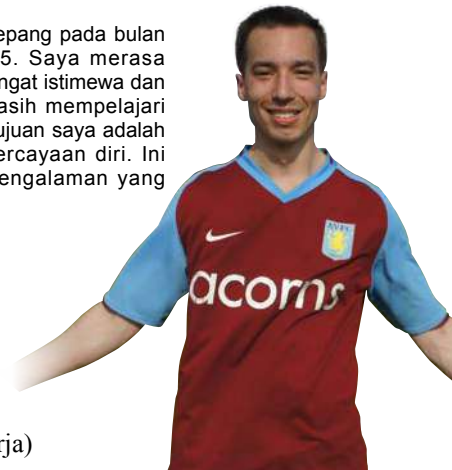 epang pada bulan
5. Saya merasa
ngat istimewa dan
asih mempelajari
ujuan saya adalah
ercayaan diri. Ini
engalaman yang
AVFC
acorns
rja)